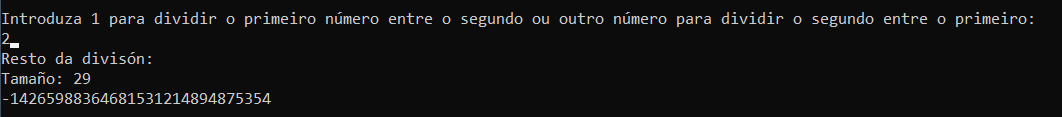 Introduza 1 para dividir o primeiro número entre o segundo ou outro número para dividir o segundo entre o primeiro:
2
Resto da divisón:
Tamaño: 29
-14265988364681531214894875354